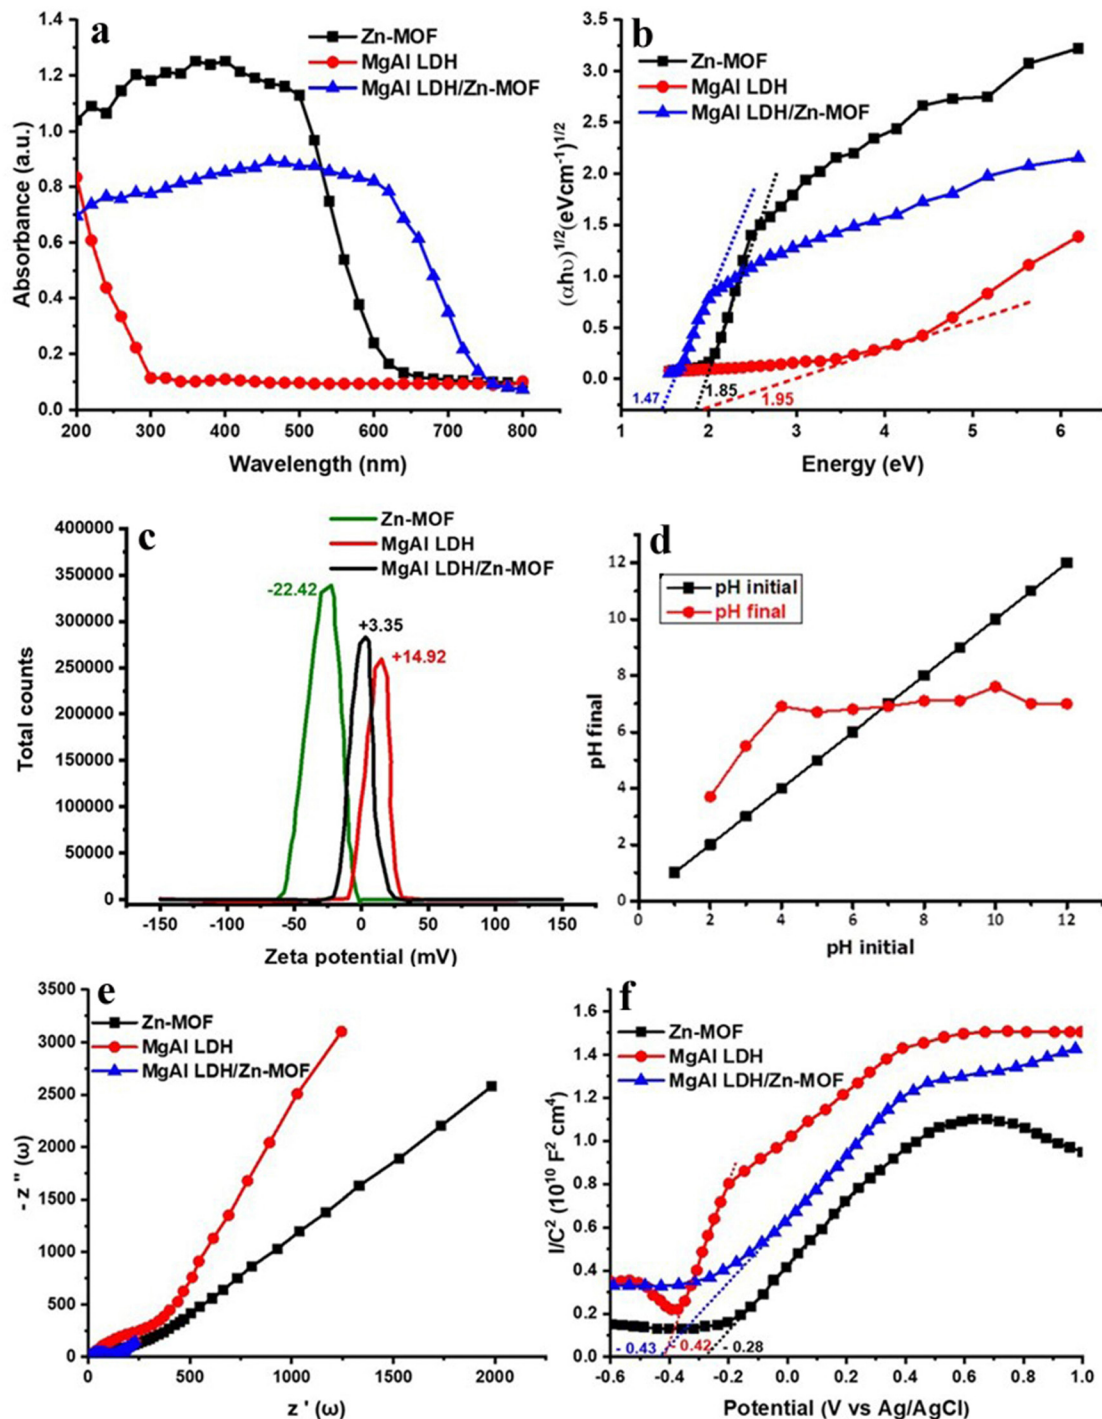 a
Zn-MOF
MgAl LDH
MgAl LDH/Zn-MOF
1.4
1.2
1.0
0.8
0.6
0.4
0.2
0.0
Absorbance (a.u.)
200 300 400 500 600 700 800
Wavelength (nm)
b
Zn-MOF
MgAl LDH
MgAl LDH/Zn-MOF
3.5
3.0
2.5
2.0
1.5
1.0
0.5
0.0
(αhυ)1/2(eVcm⁻¹)1/2
1.47
1.85
1.95
1 2 3 4 5 6
Energy (eV)
c
Zn-MOF
MgAl LDH
MgAl LDH/Zn-MOF
400000
350000
300000
250000
200000
150000
100000
50000
0
Total counts
-22.42
+3.35
+14.92
-150 -100 -50 0 50 100 150
Zeta potential (mV)
d
pH initial
pH final
12
10
8
6
4
2
0
pH final
0 2 4 6 8 10 12
pH initial
e
Zn-MOF
MgAl LDH
MgAl LDH/Zn-MOF
3500
3000
2500
2000
1500
1000
500
0
- z '' (ω)
0 500 1000 1500 2000
z ' (ω)
f
Zn-MOF
MgAl LDH
MgAl LDH/Zn-MOF
1.6
1.4
1.2
1.0
0.8
0.6
0.4
0.2
0.0
I/C² (10¹⁰ F² cm⁴)
- 0.43
- 0.42
- 0.28
-0.6 -0.4 -0.2 0.0 0.2 0.4 0.6 0.8 1.0
Potential (V vs Ag/AgCl)